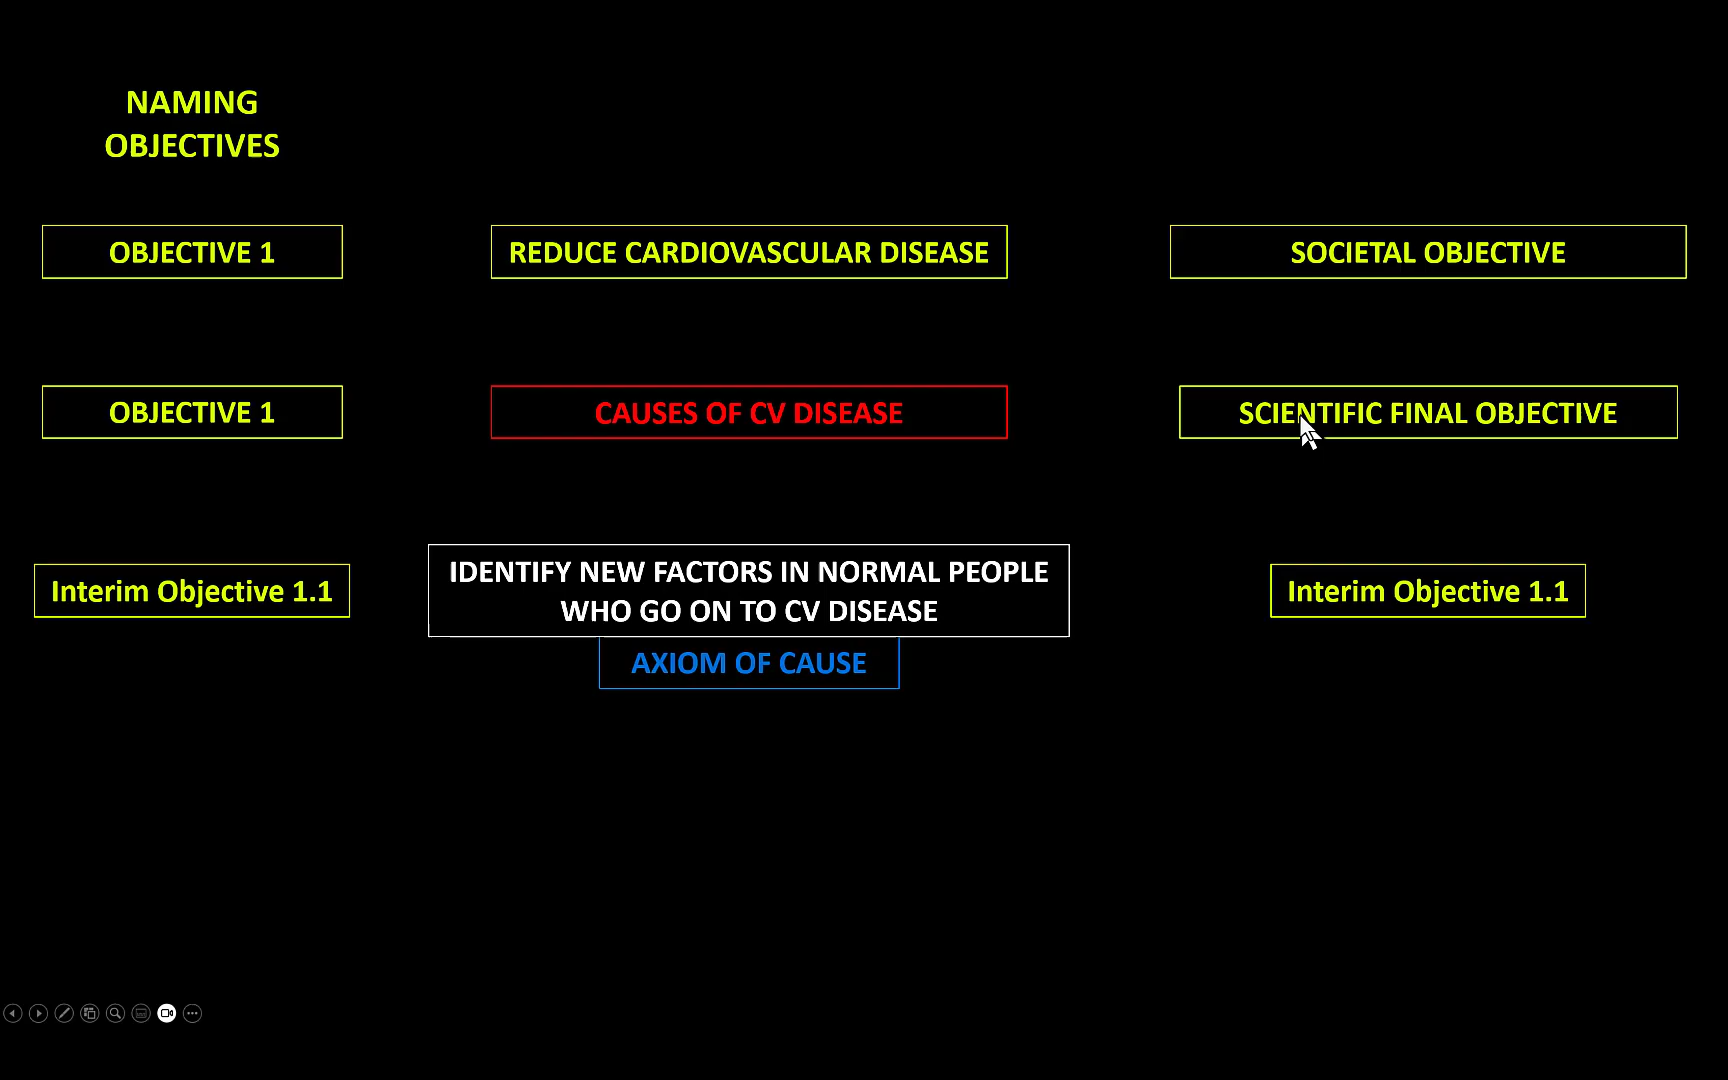 NAMING
OBJECTIVES
OBJECTIVE 1
REDUCE CARDIOVASCULAR DISEASE
SOCIETAL OBJECTIVE
OBJECTIVE 1
CAUSES OF CV DISEASE
SCIENTIFIC FINAL OBJECTIVE
Interim Objective 1.1
IDENTIFY NEW FACTORS IN NORMAL PEOPLE
WHO GO ON TO CV DISEASE
Interim Objective 1.1
AXIOM OF CAUSE